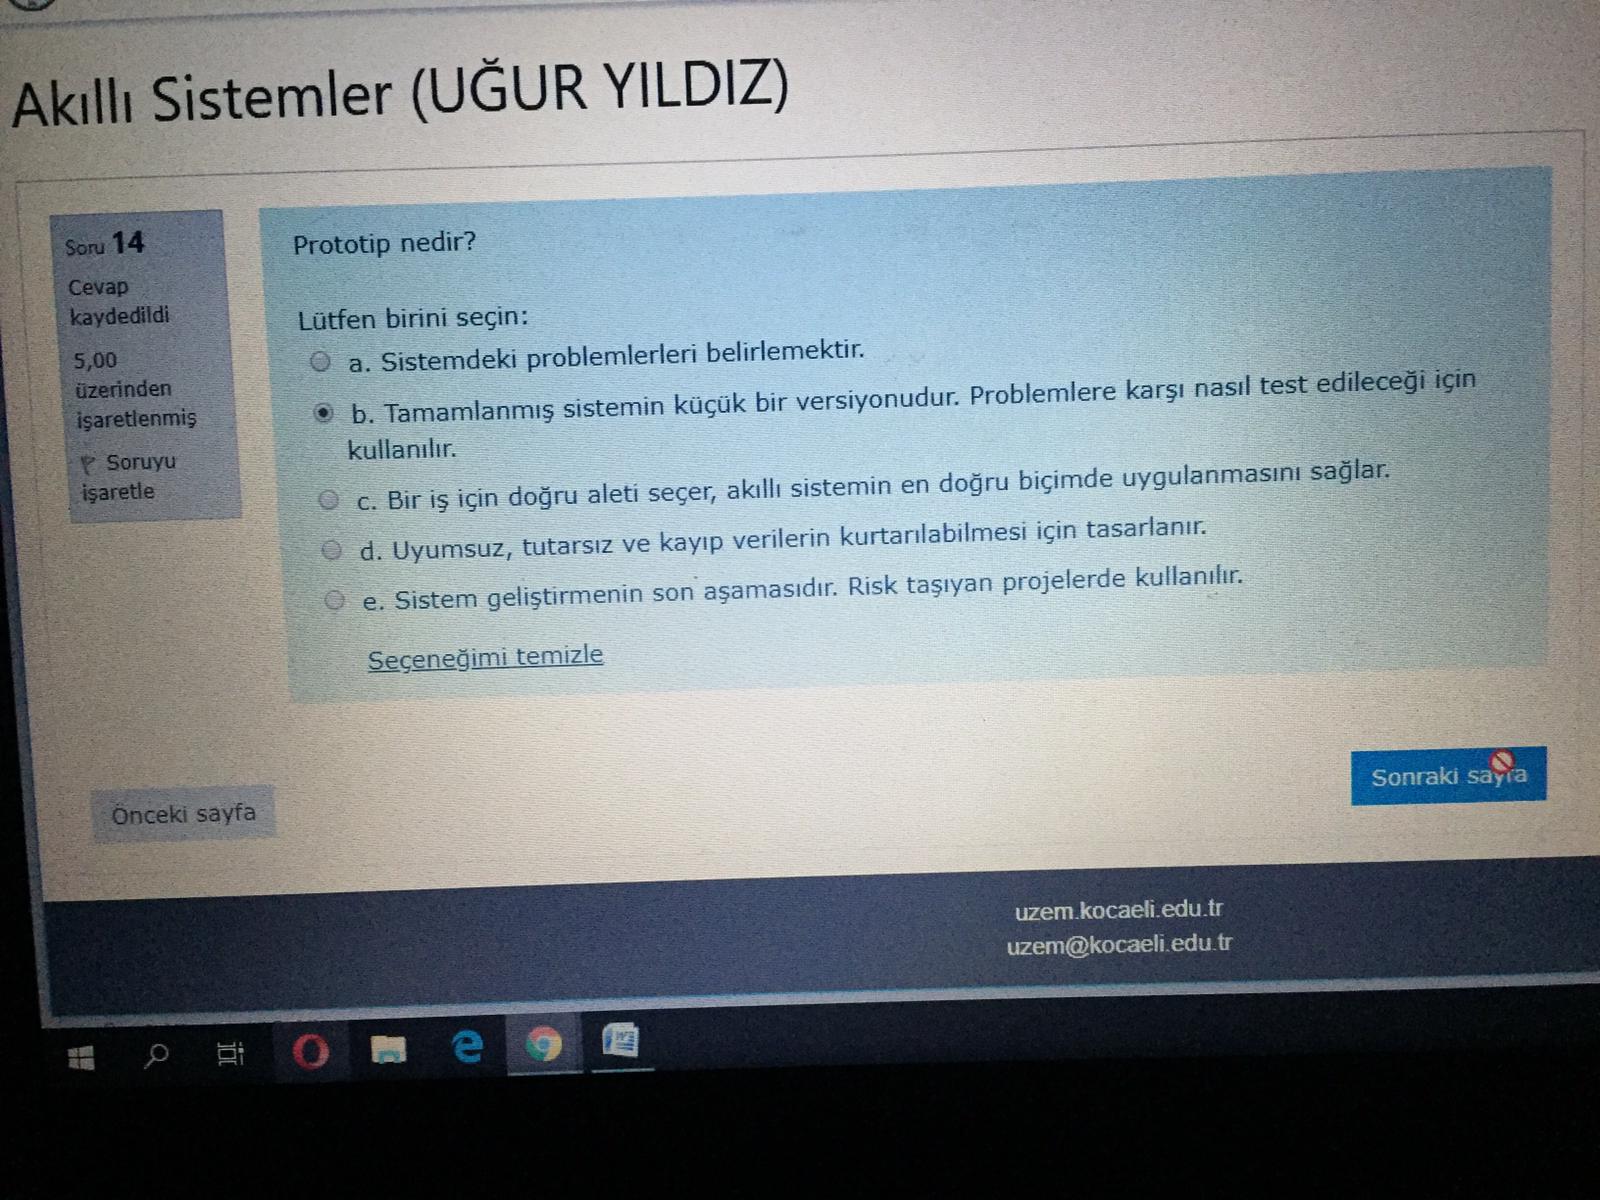 Akıllı Sistemler (UĞUR YILDIZ)
Soru 14
Cevap
kaydedildi
5,00
üzerinden
işaretlenmiş
Soruyu
işaretle
Prototip nedir?
Lütfen birini seçin:
a. Sistemdeki problemlerleri belirlemektir.
b. Tamamlanmış sistemin küçük bir versiyonudur. Problemlere karşı nasıl test edileceği için
kullanılır.
c. Bir iş için doğru aleti seçer, akıllı sistemin en doğru biçimde uygulanmasını sağlar.
d. Uyumsuz, tutarsız ve kayıp verilerin kurtarılabilmesi için tasarlanır.
e. Sistem geliştirmenin son aşamasıdır. Risk taşıyan projelerde kullanılır.
Seçeneğimi temizle
Önceki sayfa
Sonraki sayfa
uzem.kocaeli.edu.tr
uzem@kocaeli.edu.tr